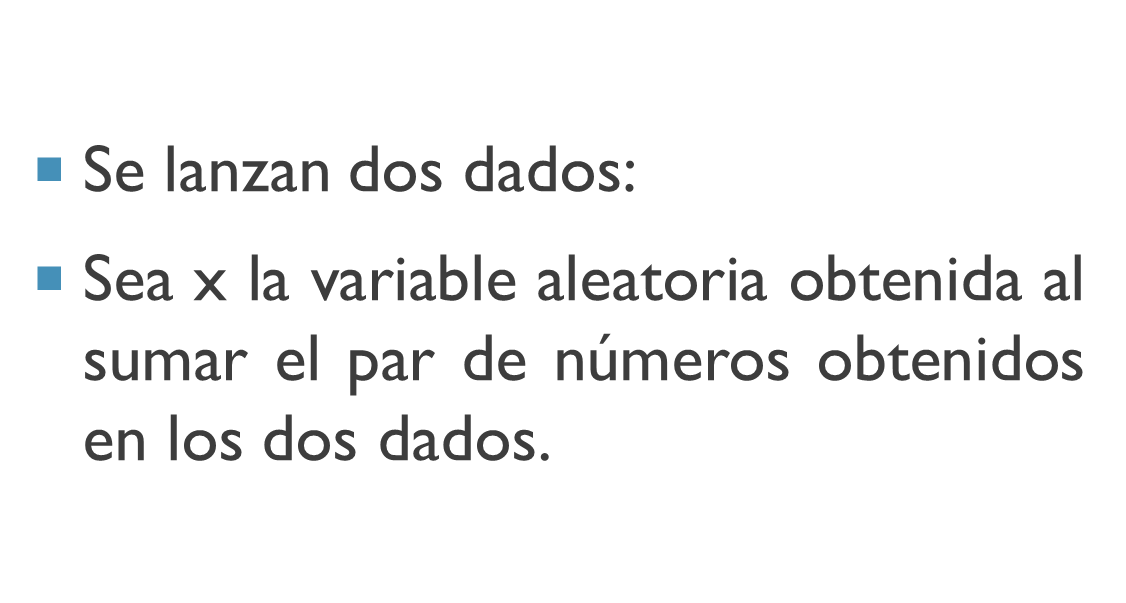 ▪ Se lanzan dos dados:
▪ Sea x la variable aleatoria obtenida al
sumar el par de números obtenidos
en los dos dados.